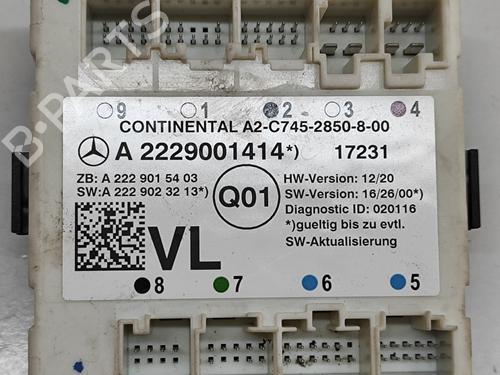 B-PARTS
9 1 2 3 4
CONTINENTAL A2-C745-2850-8-00
A 2229001414*) 17231
ZB: A 222 901 54 03
SW: A 222 902 32 13*)
Q01
HW-Version: 12/20
SW-Version: 16/26/00*)
Diagnostic ID: 020116
*)gueltig bis zu evtl.
SW-Aktualisierung
VL
8 7 6 5